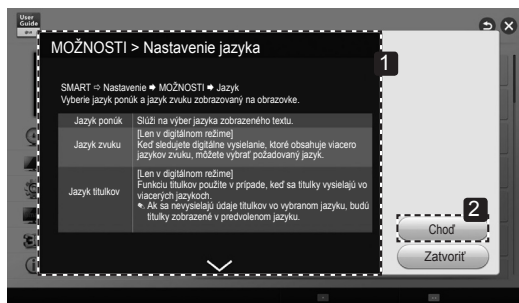 User
Guide
MOŽNOSTI > Nastavenie jazyka
1
SMART ⇨ Nastavenie ➡ MOŽNOSTI ➡ Jazyk
Vyberie jazyk ponúk a jazyk zvuku zobrazovaný na obrazovke.
Jazyk ponúk
Slúži na výber jazyka zobrazeného textu.
Jazyk zvuku
[Len v digitálnom režime]
Keď sledujete digitálne vysielanie, ktoré obsahuje viacero
jazykov zvuku, môžete vybrať požadovaný jazyk.
Jazyk titulkov
[Len v digitálnom režime]
Funkciu titulkov použite v prípade, keď sa titulky vysielajú vo
viacerých jazykoch.
Ak sa nevysielajú údaje titulkov vo vybranom jazyku, budú
titulky zobrazené v predvolenom jazyku.
2
Choď
Zatvoriť